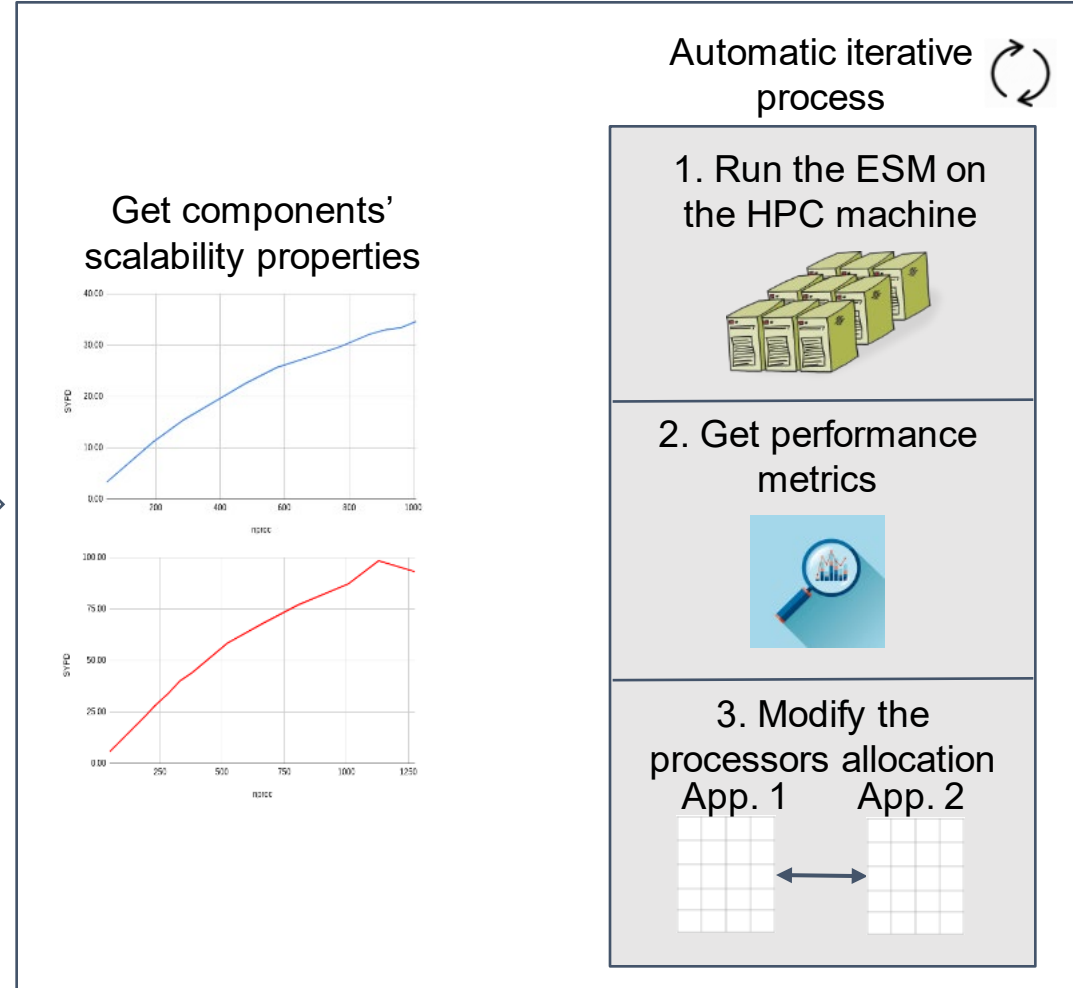 Automatic iterative
process
Get components’
scalability properties
40.00
30.00
20.00
10.00
0.00
SYPD
200
400
600
800
1000
nproc
100.00
75.00
50.00
25.00
0.00
SYPD
250
500
750
1000
1250
nproc
1. Run the ESM on
the HPC machine
2. Get performance
metrics
3. Modify the
processors allocation
App. 1
App. 2